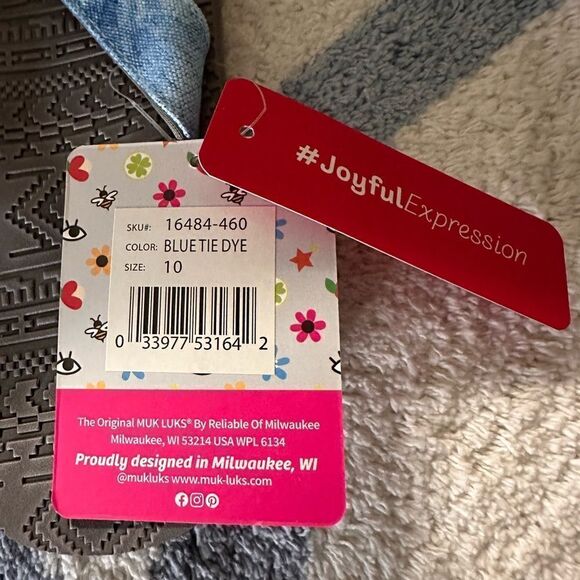 #JoyfulExpression
SKU#: 16484-460
COLOR: BLUE TIE DYE
SIZE: 10
0 33977 53164 2
The Original MUK LUKS® By Reliable Of Milwaukee
Milwaukee, WI 53214 USA WPL 6134
Proudly designed in Milwaukee, WI
@mukluks www.muk-luks.com